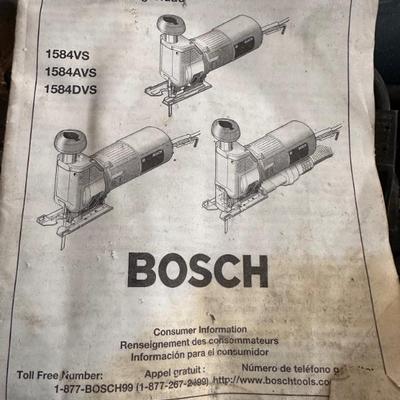 1584VS
1584AVS
1584DVS
BOSCH
Consumer Information
Renseignement des consommateurs
Información para el consumidor
Toll Free Number: Appel gratuit : Número de teléfono
1-877-BOSCH99 (1-877-267-2499) http://www.boschtools.co